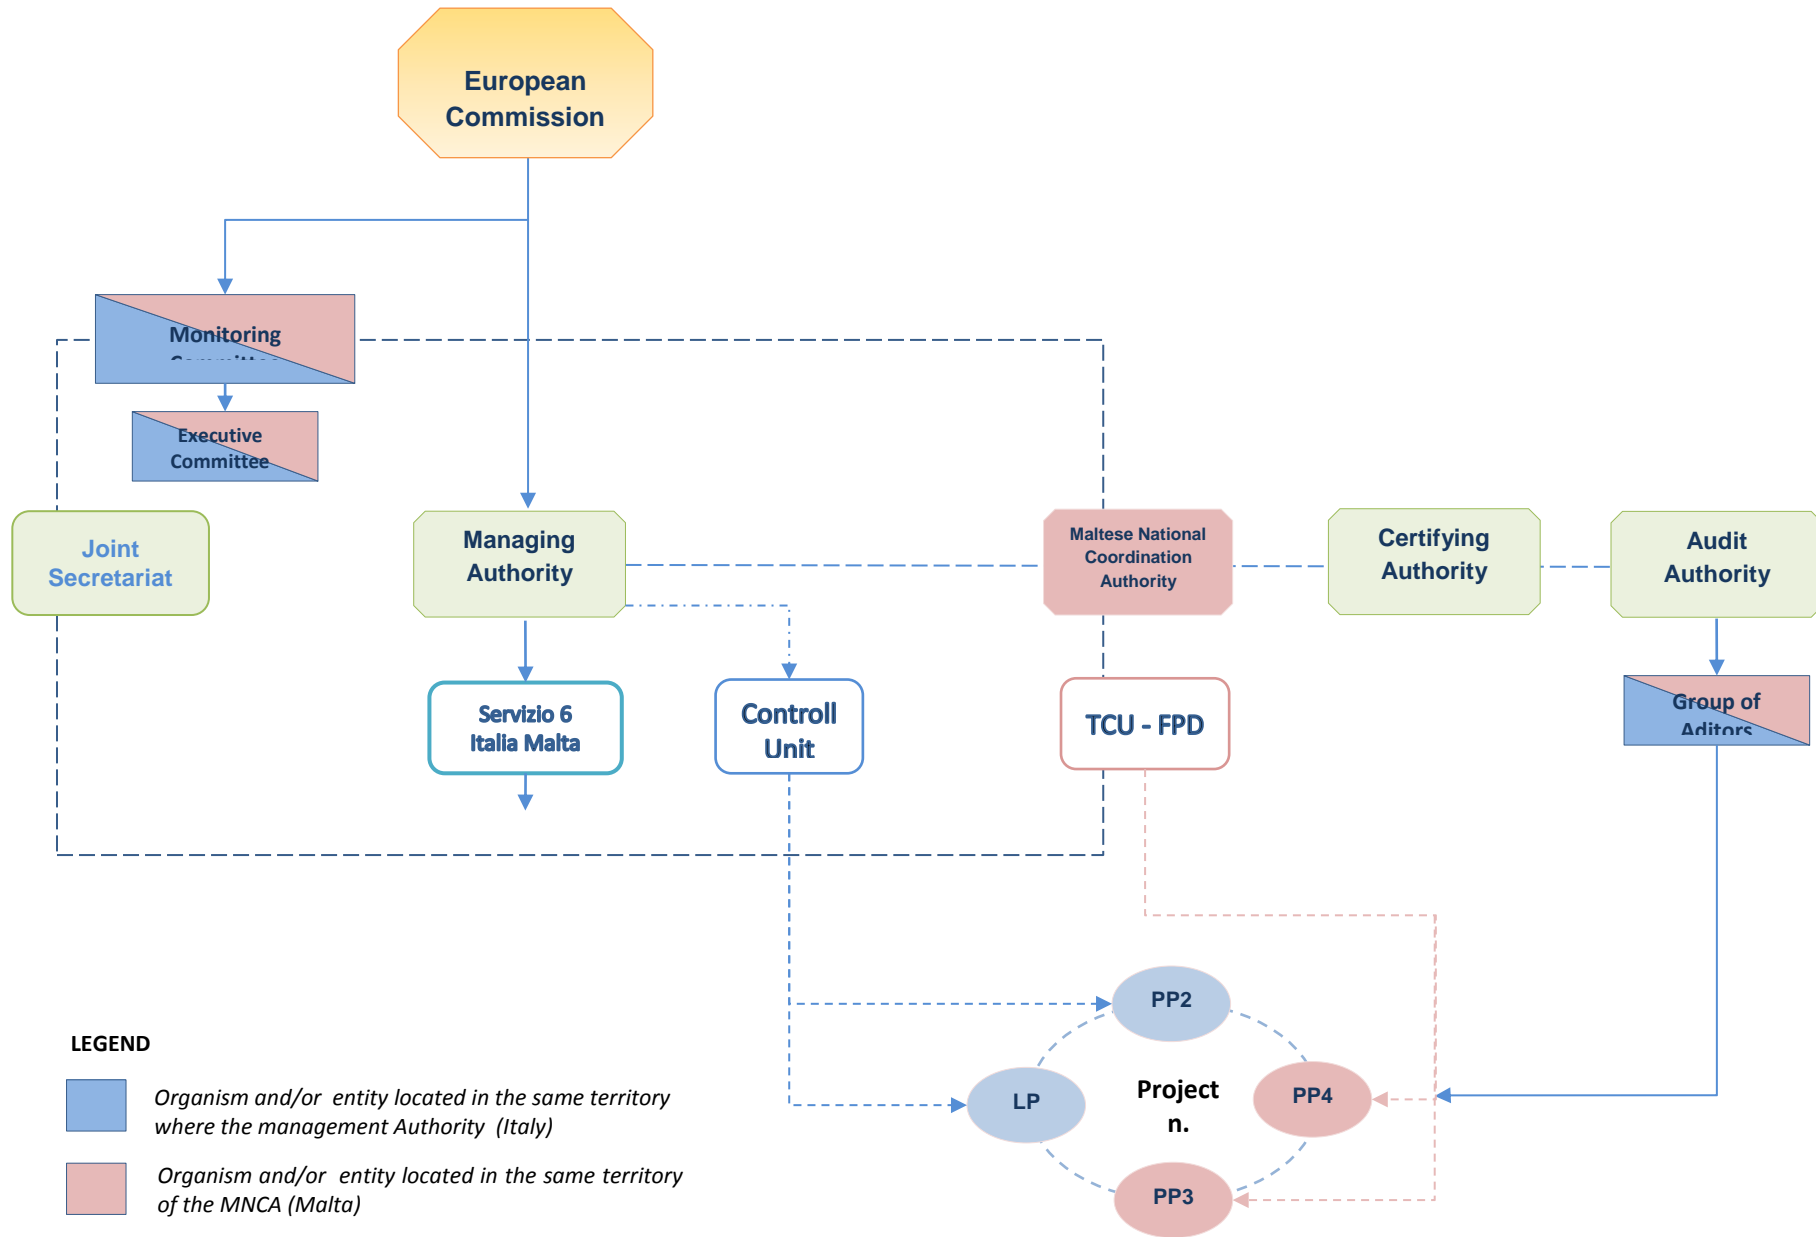 European
Commission
Monitoring
Committee
Executive
Committee
Joint
Secretariat
Managing
Authority
Maltese National
Coordination
Authority
Certifying
Authority
Audit
Authority
Servizio 6
Italia Malta
Controll
Unit
TCU - FPD
Group of
Aditors
PP2
LP
Project
n.
PP4
PP3
LEGEND
Organism and/or entity located in the same territory
where the management Authority (Italy)
Organism and/or entity located in the same territory
of the MNCA (Malta)